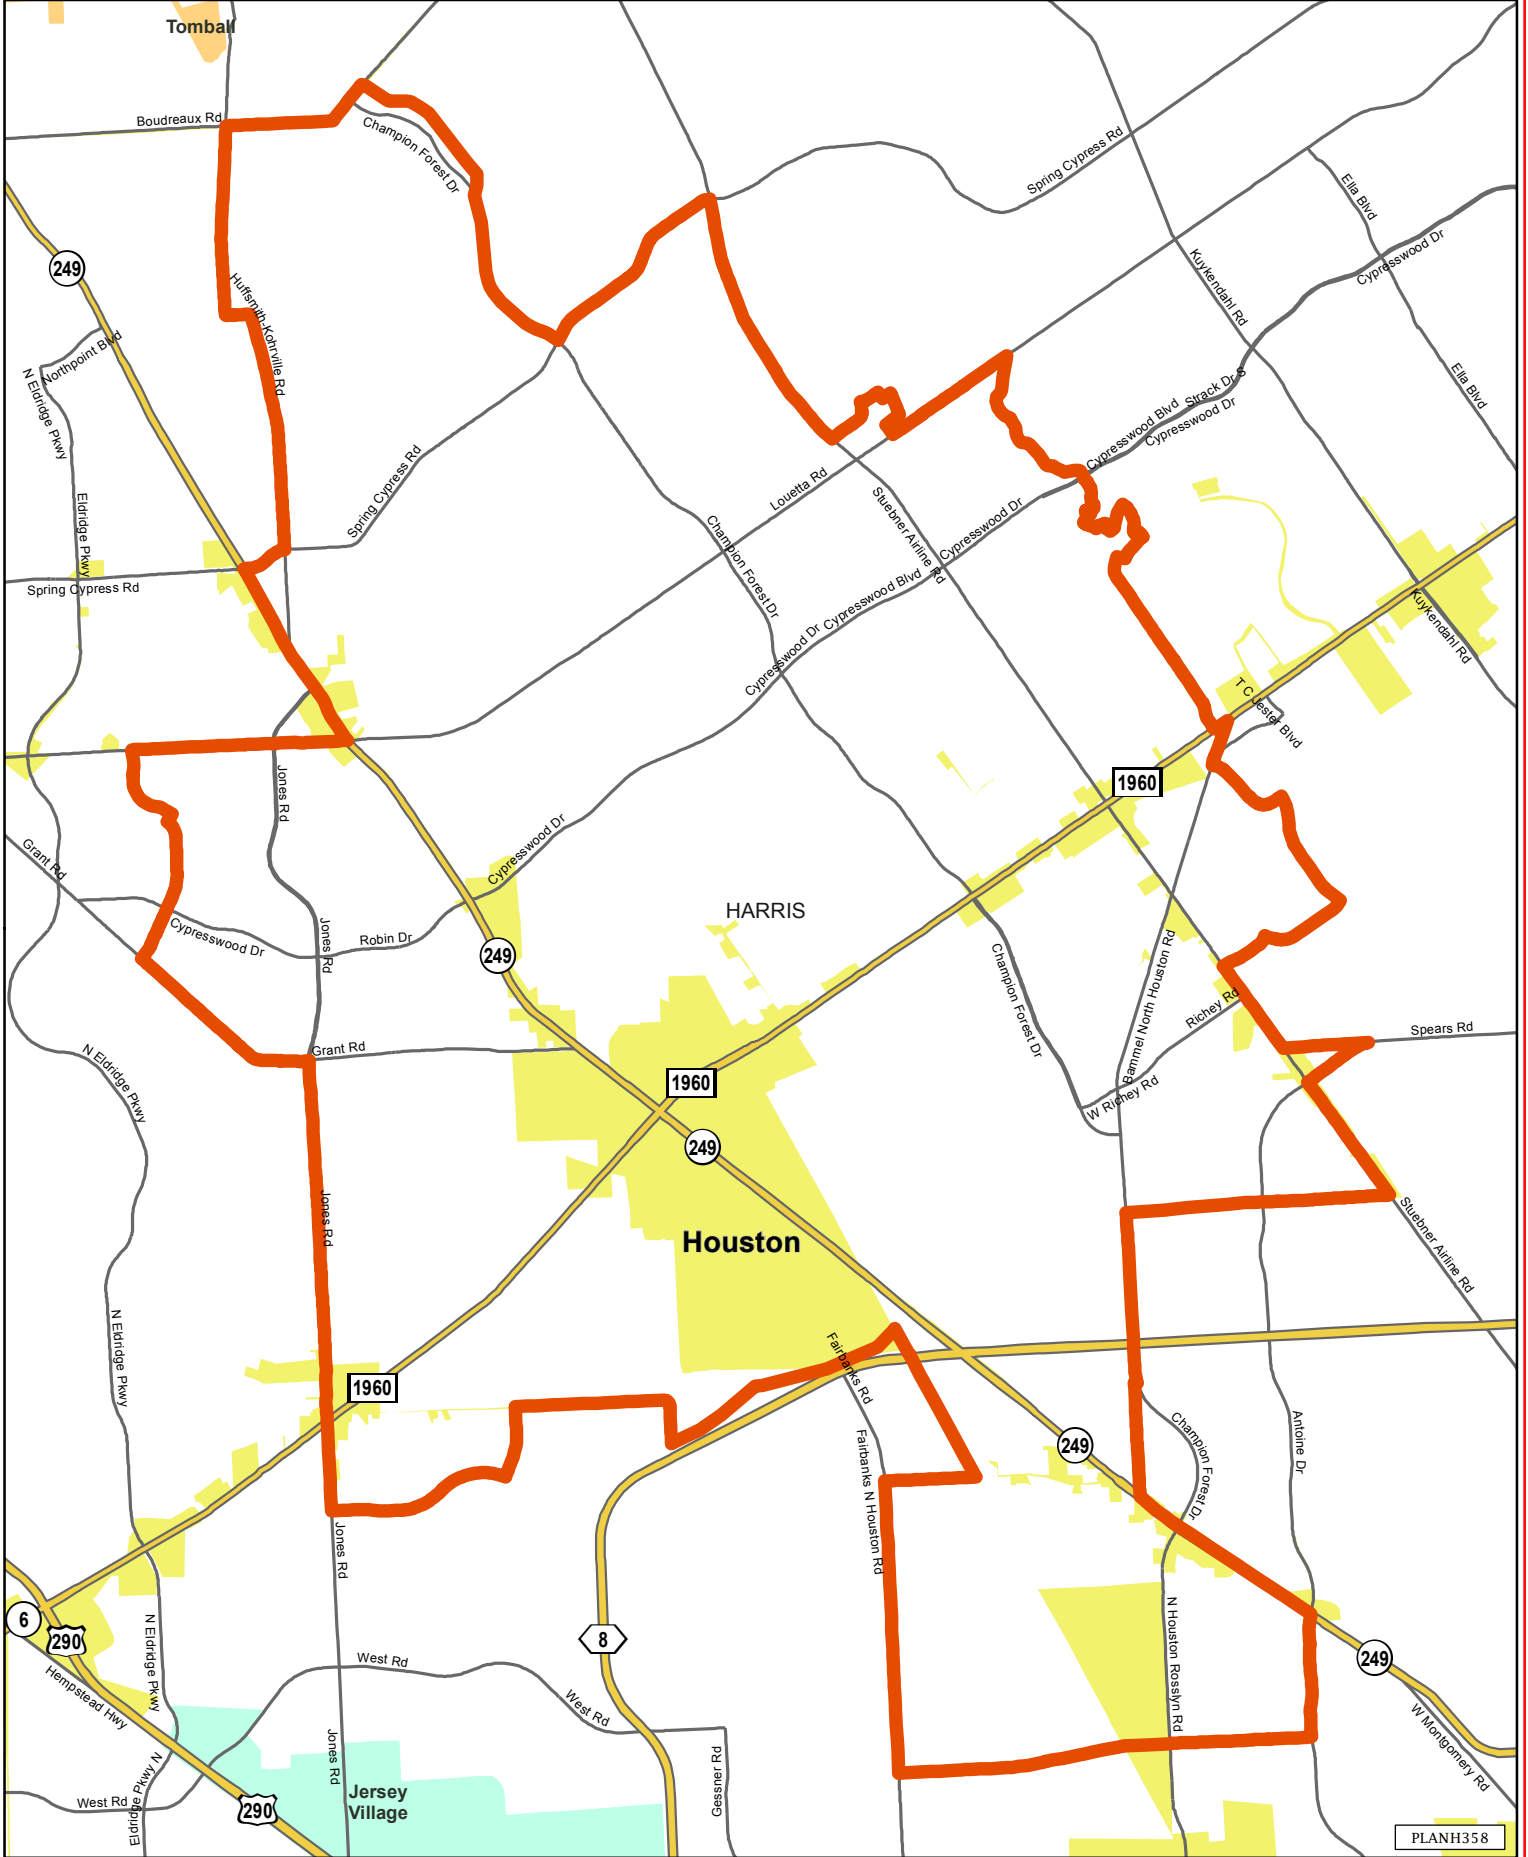 Tomball
Boudreaux Rd
Champion Forest Dr
Spring Cypress Rd
Ella Blvd
Cypresswood Dr
Kuykendahl Rd
249
Huffsmith-Kohrville Rd
Northpoint Blvd
N Eldridge Pkwy
Ella Blvd
Strack Dr S
Cypresswood Blvd
Cypresswood Dr
Spring Cypress Rd
Louetta Rd
Stuebner Airline Rd
Cypresswood Dr
Eldridge Pkwy
Champion Forest Dr
Spring Cypress Rd
Cypresswood Blvd
Cypresswood Dr
Kuykendahl Rd
T C Jester Blvd
Jones Rd
1960
Grant Rd
Cypresswood Dr
HARRIS
Cypresswood Dr
Jones Rd
Robin Dr
249
Champion Forest Dr
Bammel North Houston Rd
Richey Rd
Spears Rd
N Eldridge Pkwy
Grant Rd
1960
W Richey Rd
249
Jones Rd
Houston
Stuebner Airline Rd
N Eldridge Pkwy
Fairbanks Rd
1960
Fairbanks N Houston Rd
249
Champion Forest Dr
Antoine Dr
Jones Rd
6
290
N Eldridge Pkwy
8
N Houston Rosslyn Rd
249
Hempstead Hwy
West Rd
West Rd
Jones Rd
W Montgomery Rd
Gessner Rd
Eldridge Pkwy N
West Rd
290
Jersey
Village
PLANH358